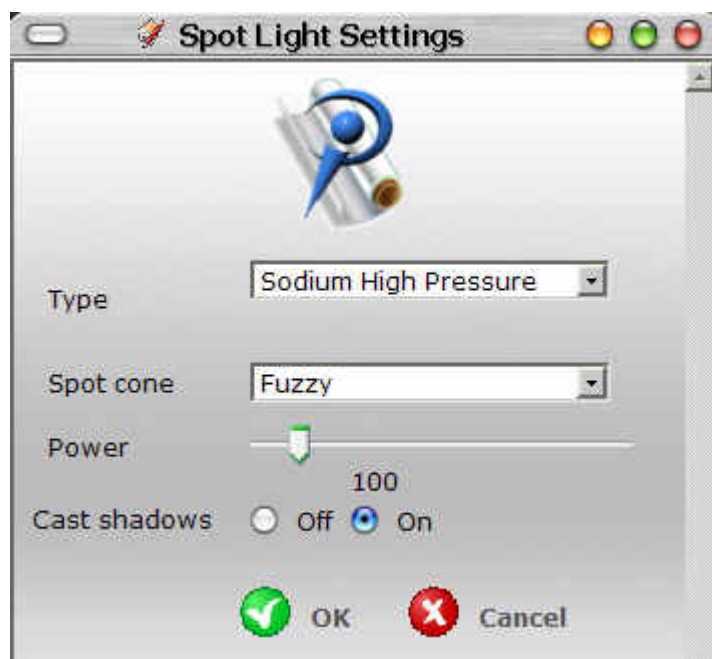 Spot Light Settings
Type Sodium High Pressure
Spot cone Fuzzy
Power
100
Cast shadows Off On
OK Cancel